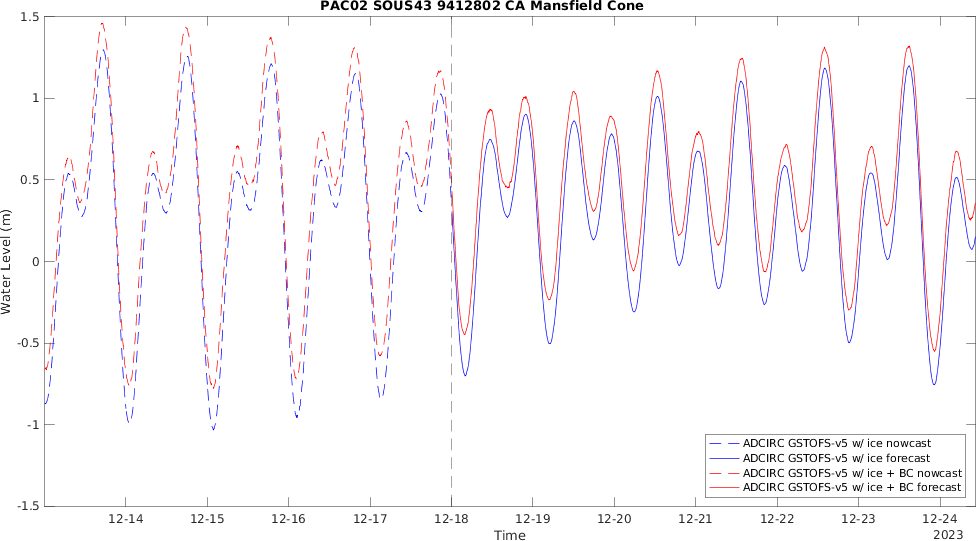 PAC02 SOUS43 9412802 CA Mansfield Cone
1.5
1
0.5
0
-0.5
-1
-1.5
Water Level (m)
12-14
12-15
12-16
12-17
12-18
12-19
12-20
12-21
12-22
12-23
12-24
Time
2023
ADCIRC GSTOFS-v5 w/ ice nowcast
ADCIRC GSTOFS-v5 w/ ice forecast
ADCIRC GSTOFS-v5 w/ ice + BC nowcast
ADCIRC GSTOFS-v5 w/ ice + BC forecast